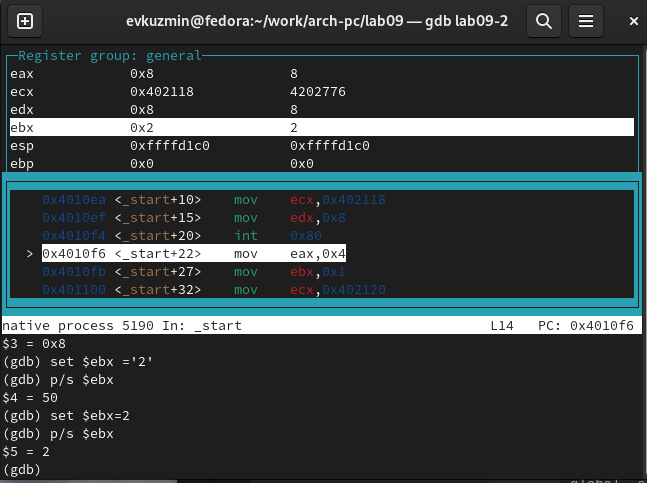 evkuzmin@fedora:~/work/arch-pc/lab09 — gdb lab09-2
Register group: general
eax 0x8 8
ecx 0x402118 4202776
edx 0x8 8
ebx 0x2 2
esp 0xffffd1c0 0xffffd1c0
ebp 0x0 0x0
0x4010ea <_start+10> mov ecx,0x402118
0x4010ef <_start+15> mov edx,0x8
0x4010f4 <_start+20> int 0x80
> 0x4010f6 <_start+22> mov eax,0x4
0x4010fb <_start+27> mov ebx,0x1
0x401100 <_start+32> mov ecx,0x402120
native process 5190 In: _start L14 PC: 0x4010f6
$3 = 0x8
(gdb) set $ebx ='2'
(gdb) p/s $ebx
$4 = 50
(gdb) set $ebx=2
(gdb) p/s $ebx
$5 = 2
(gdb)